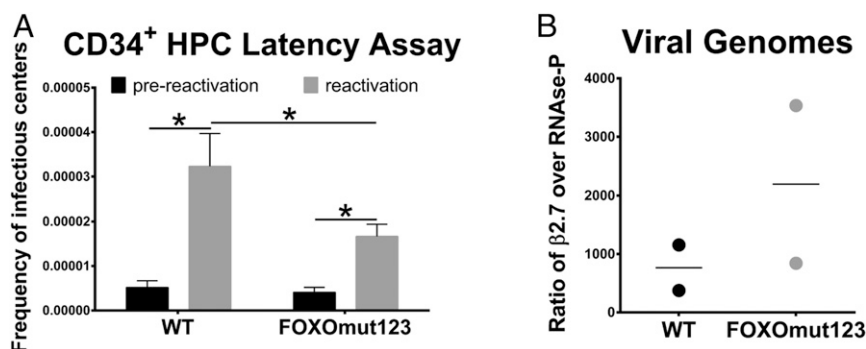 A
CD34+ HPC Latency Assay
Frequency of infectious centers
pre-reactivation
reactivation
0.00005
0.00004
0.00003
0.00002
0.00001
0.00000
*
*
*
WT
FOXOmut123
B
Viral Genomes
Ratio of β2.7 over RNAse-P
4000
3000
2000
1000
0
WT
FOXOmut123